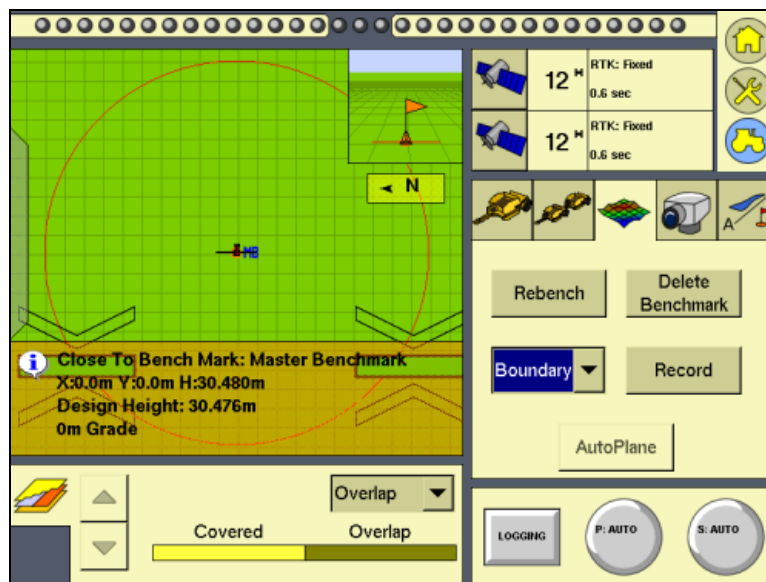 12 H
RTK: Fixed
0.6 sec
12 H
RTK: Fixed
0.6 sec
N
MB
A
Rebench
Delete
Benchmark
Close To Bench Mark: Master Benchmark
X:0.0m Y:0.0m H:30.480m
Design Height: 30.476m
0m Grade
Boundary
Record
AutoPlane
Overlap
Covered
Overlap
LOGGING
P: AUTO
S: AUTO